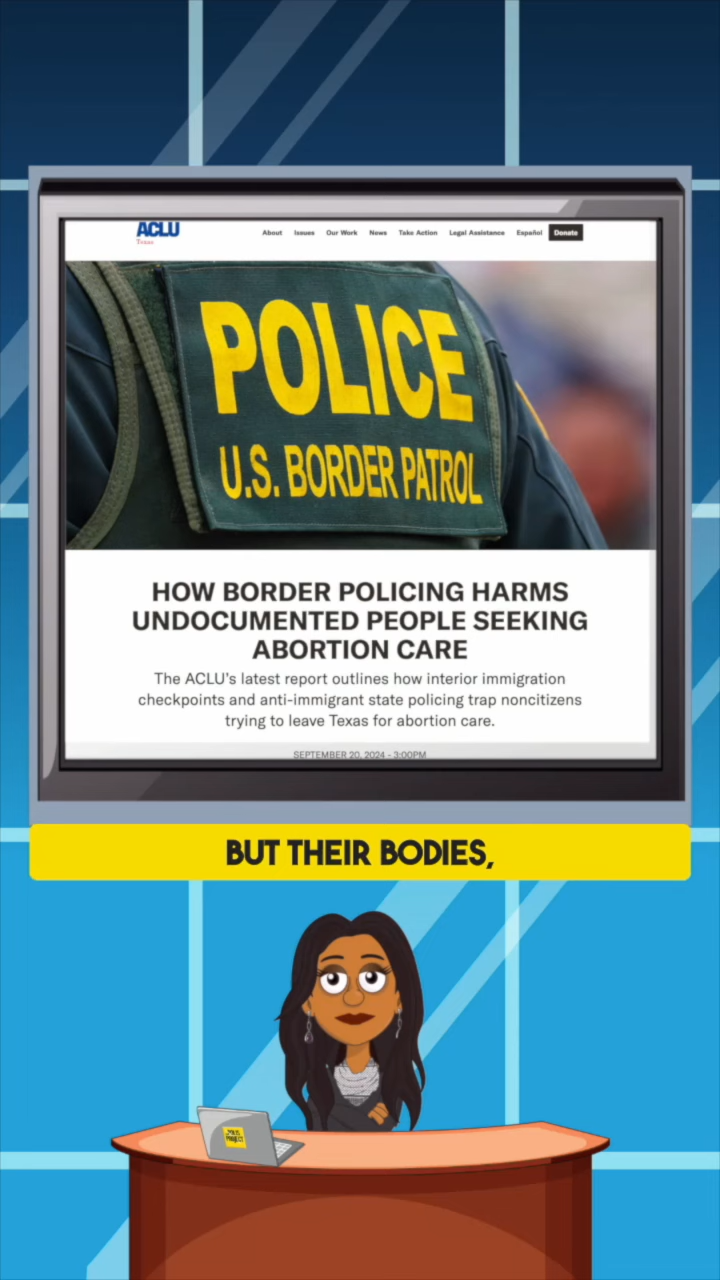 ACLU
Texas
About Issues Our Work News Take Action Legal Assistance Español Donate
POLICE
U.S. BORDER PATROL
HOW BORDER POLICING HARMS
UNDOCUMENTED PEOPLE SEEKING
ABORTION CARE
The ACLU's latest report outlines how interior immigration
checkpoints and anti-immigrant state policing trap noncitizens
trying to leave Texas for abortion care.
SEPTEMBER 20, 2024 - 3:00PM
BUT THEIR BODIES,
PROJECT